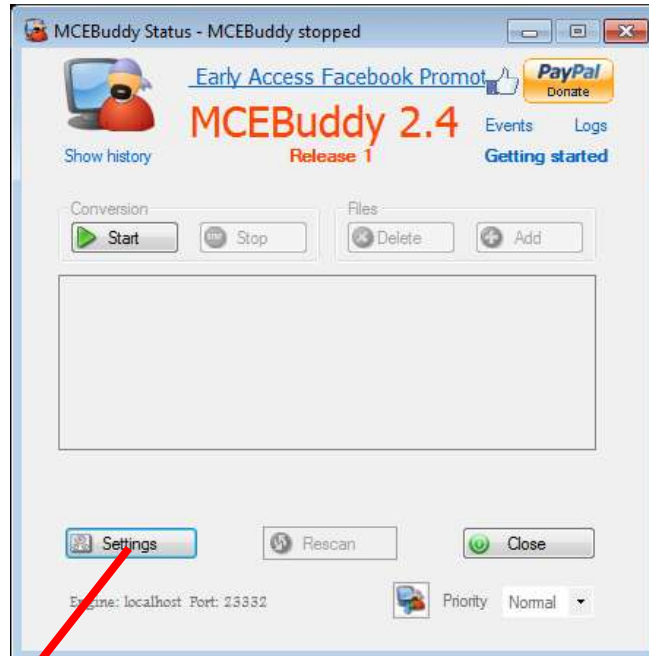 MCEBuddy Status - MCEBuddy stopped
Early Access Facebook Promot
PayPal
Donate
MCEBuddy 2.4
Events Logs
Show history
Release 1
Getting started
Conversion
Files
Start
Stop
Delete
Add
Settings
Rescan
Close
Engine: localhost Port: 23332
Priority
Normal